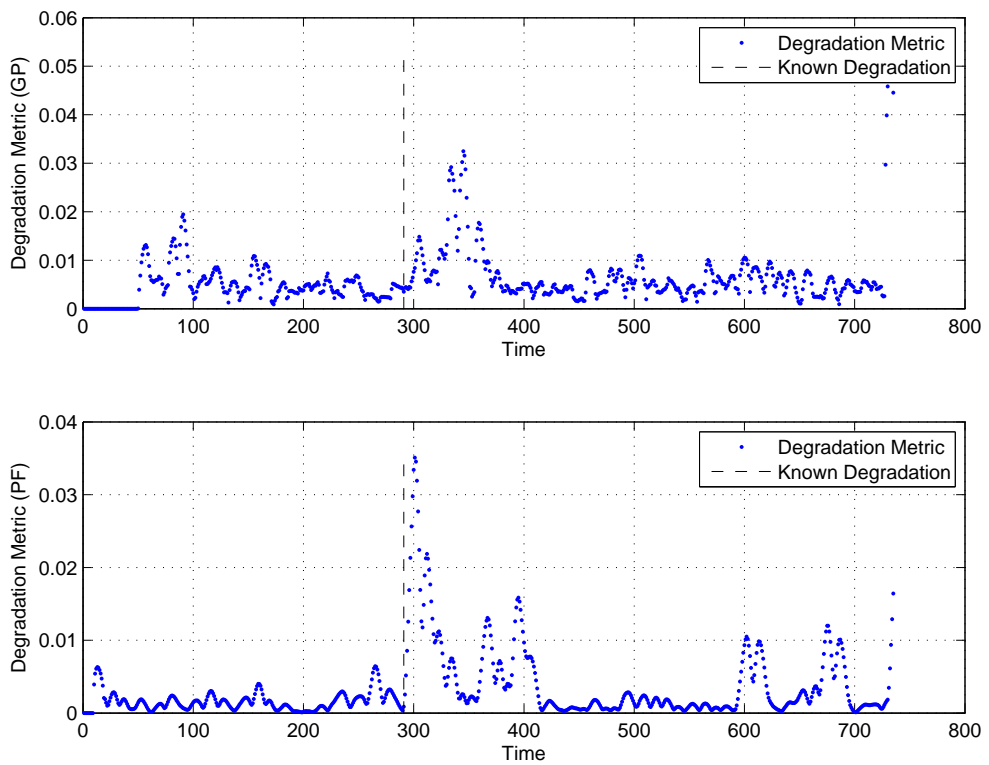 0.06
0.05
0.04
0.03
0.02
0.01
0
Degradation Metric (GP)
Degradation Metric
Known Degradation
0 100 200 300 400 500 600 700 800
Time
0.04
0.03
0.02
0.01
0
Degradation Metric (PF)
Degradation Metric
Known Degradation
0 100 200 300 400 500 600 700 800
Time